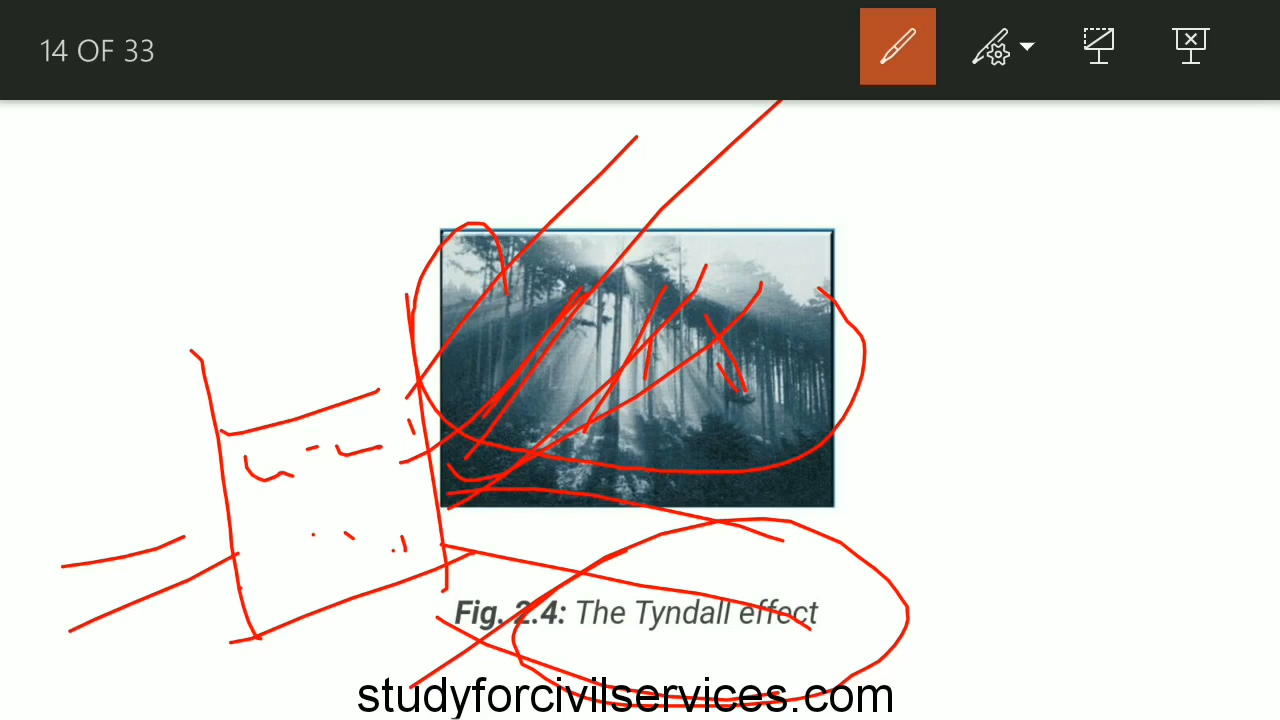 14 OF 33
Fig. 2.4: The Tyndall effect
studyforcivilservices.com